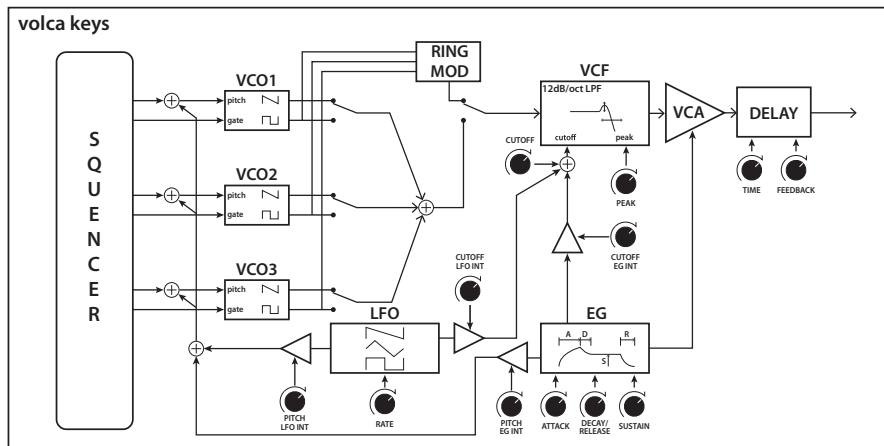 volca keys
S
Q
U
E
N
C
E
R
VCO1
pitch
gate
VCO2
pitch
gate
VCO3
pitch
gate
RING
MOD
VCF
12dB/oct LPF
cutoff peak
VCA
DELAY
CUTOFF
PEAK
TIME
FEEDBACK
CUTOFF
EG INT
CUTOFF
LFO INT
LFO
EG
A D R
S
PITCH
LFO INT
RATE
PITCH
EG INT
ATTACK
DECAY/
RELEASE
SUSTAIN